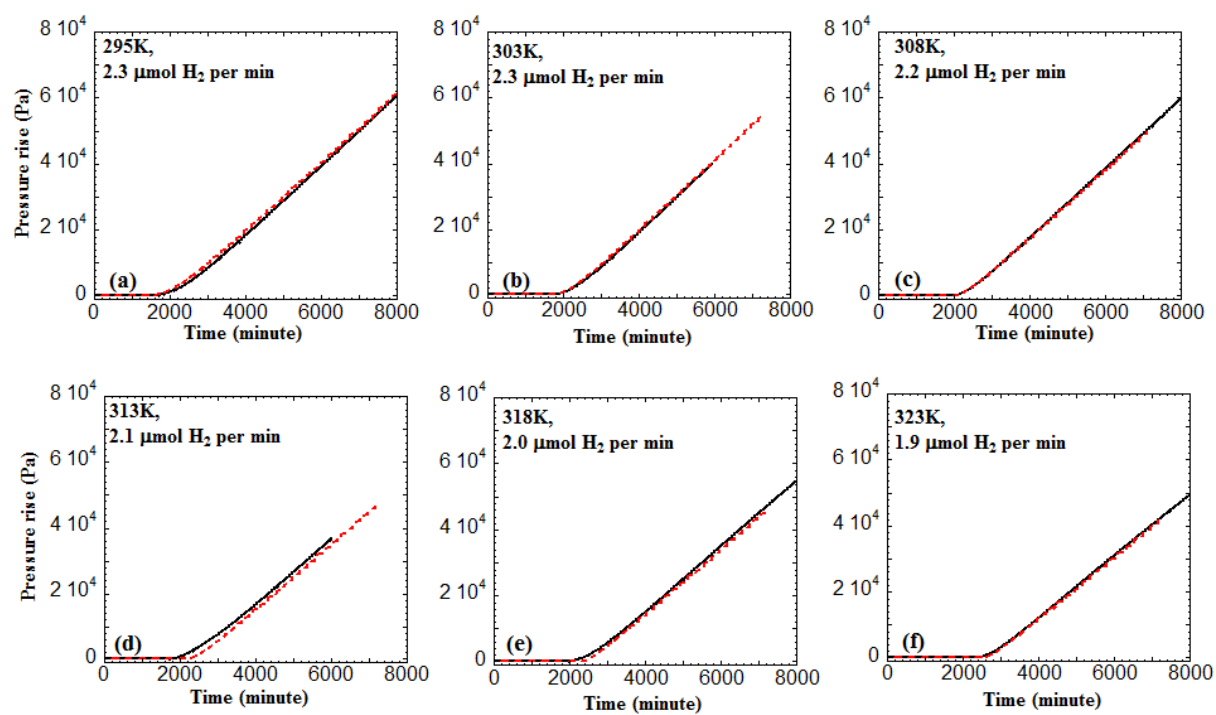 8 10⁴
6 10⁴
4 10⁴
2 10⁴
0
Pressure rise (Pa)
295K,
2.3 µmol H₂ per min
(a)
0 2000 4000 6000 8000
Time (minute)
8 10⁴
6 10⁴
4 10⁴
2 10⁴
0
303K,
2.3 µmol H₂ per min
(b)
0 2000 4000 6000 8000
Time (minute)
8 10⁴
6 10⁴
4 10⁴
2 10⁴
0
308K,
2.2 µmol H₂ per min
(c)
0 2000 4000 6000 8000
Time (minute)
8 10⁴
6 10⁴
4 10⁴
2 10⁴
0
Pressure rise (Pa)
313K,
2.1 µmol H₂ per min
(d)
0 2000 4000 6000 8000
Time (minute)
8 10⁴
6 10⁴
4 10⁴
2 10⁴
0
318K,
2.0 µmol H₂ per min
(e)
0 2000 4000 6000 8000
Time (minute)
8 10⁴
6 10⁴
4 10⁴
2 10⁴
0
323K,
1.9 µmol H₂ per min
(f)
0 2000 4000 6000 8000
Time (minute)